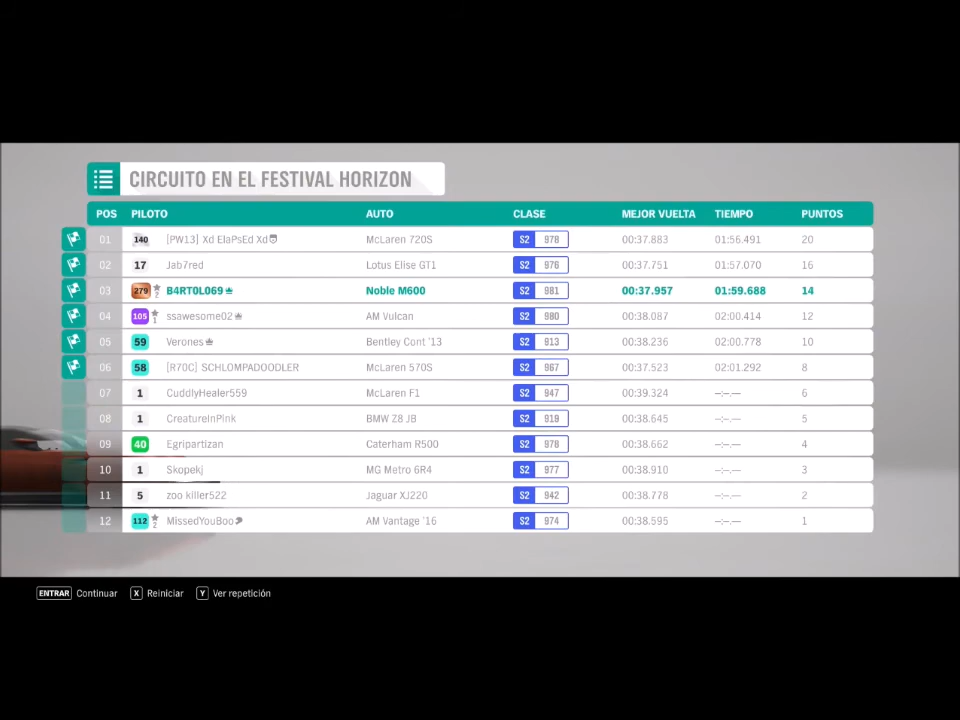 CIRCUITO EN EL FESTIVAL HORIZON
POS PILOTO AUTO CLASE MEJOR VUELTA TIEMPO PUNTOS
01 140 [PW13] Xd ElaPsEd Xd McLaren 720S S2 978 00:37.883 01:56.491 20
02 17 Jab7red Lotus Elise GT1 S2 976 00:37.751 01:57.070 16
03 279 2 B4RT0L069 Noble M600 S2 981 00:37.957 01:59.688 14
04 105 1 ssawesome02 AM Vulcan S2 980 00:38.087 02:00.414 12
05 59 Verones Bentley Cont '13 S2 913 00:38.236 02:00.778 10
06 58 [R70C] SCHLOMPADOODLER McLaren 570S S2 967 00:37.523 02:01.292 8
07 1 CuddlyHealer559 McLaren F1 S2 947 00:39.324 --:--.--- 6
08 1 CreatureInPink BMW Z8 JB S2 919 00:38.645 --:--.--- 5
09 40 Egripartizan Caterham R500 S2 978 00:38.662 --:--.--- 4
10 1 Skopekj MG Metro 6R4 S2 977 00:38.910 --:--.--- 3
11 5 zoo killer522 Jaguar XJ220 S2 942 00:38.778 --:--.--- 2
12 112 2 MissedYouBoo AM Vantage '16 S2 974 00:38.595 --:--.--- 1
ENTRAR Continuar X Reiniciar Y Ver repetición